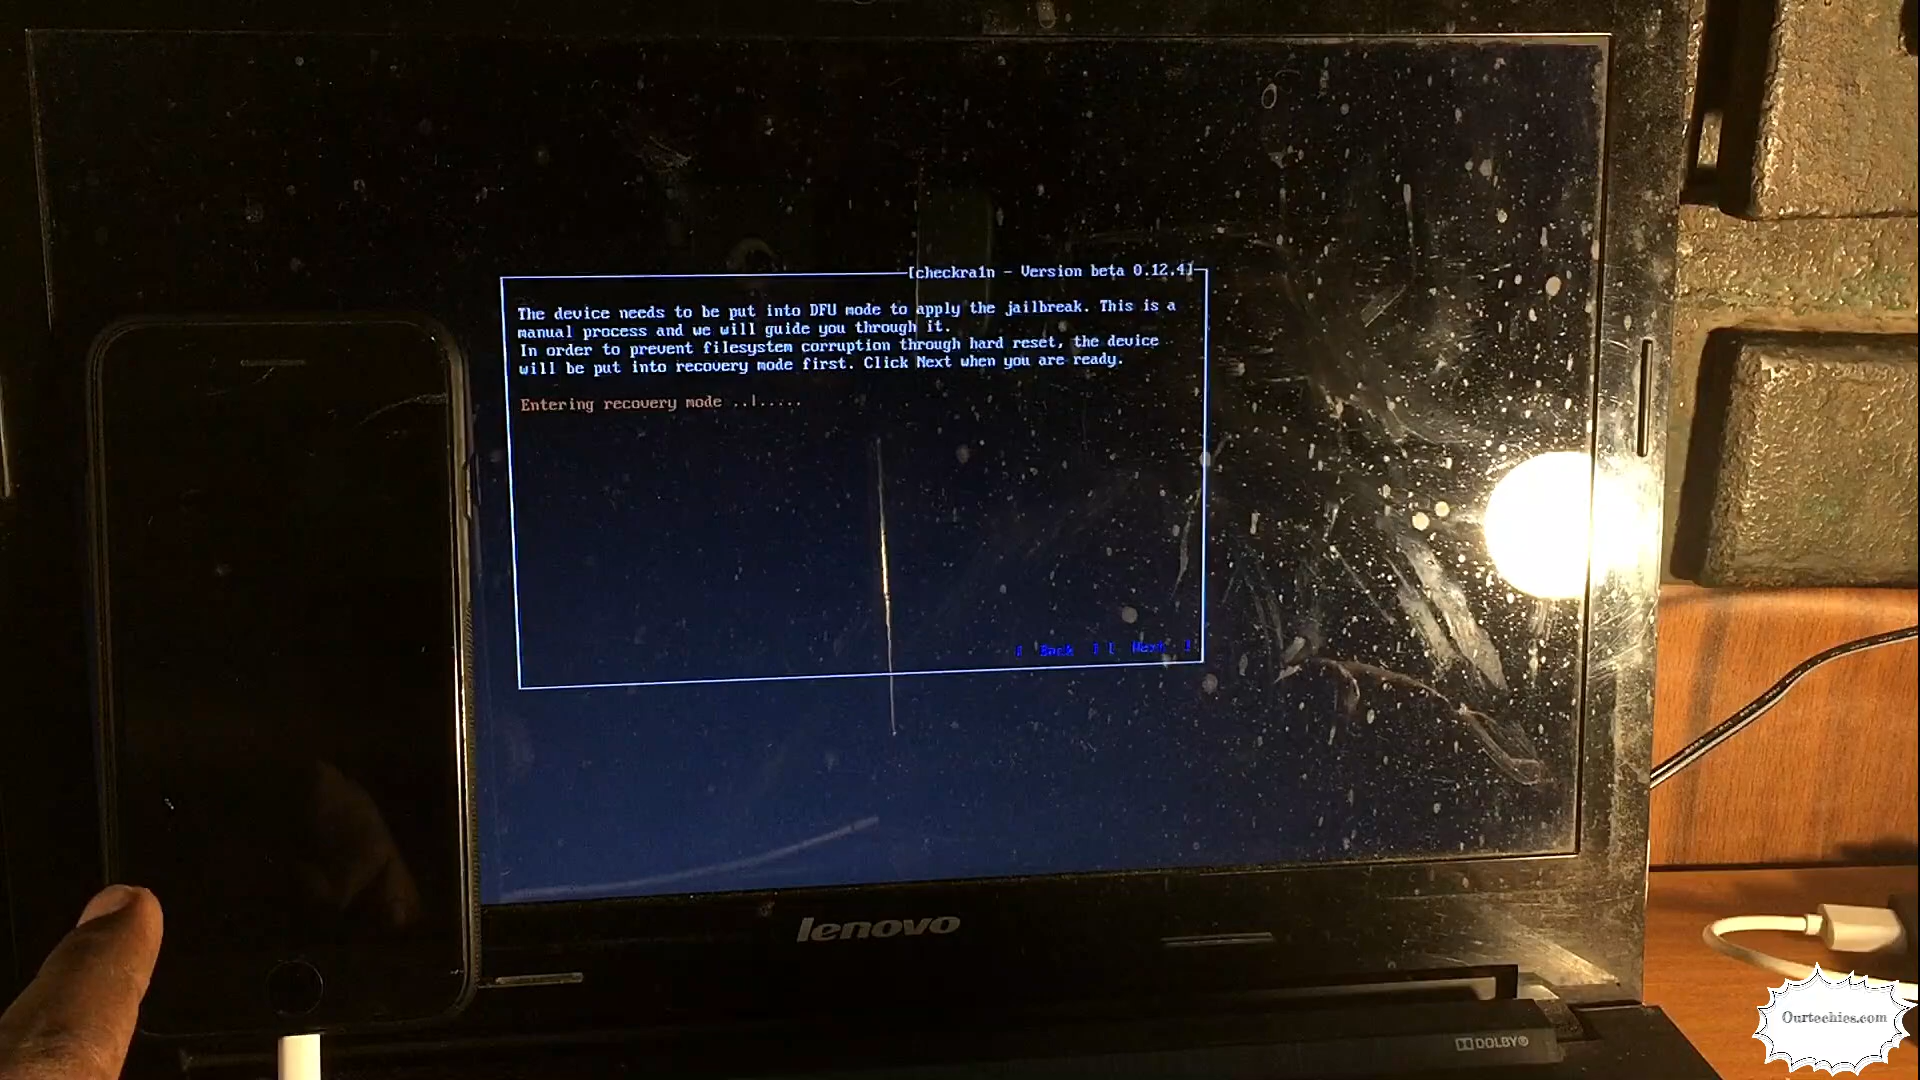 [checkra1n - Version beta 0.12.4]
The device needs to be put into DFU mode to apply the jailbreak. This is a
manual process and we will guide you through it.
In order to prevent filesystem corruption through hard reset, the device
will be put into recovery mode first. Click Next when you are ready.
Entering recovery mode ..|.....
[ Back ] [ Next ]
lenovo
DOLBY®
Ourtechies.com